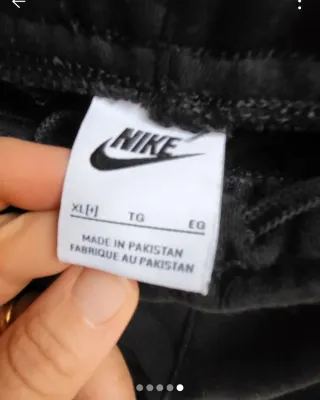 NIKE
XL[+] TG EG
MADE IN PAKISTAN
FABRIQUE AU PAKISTAN